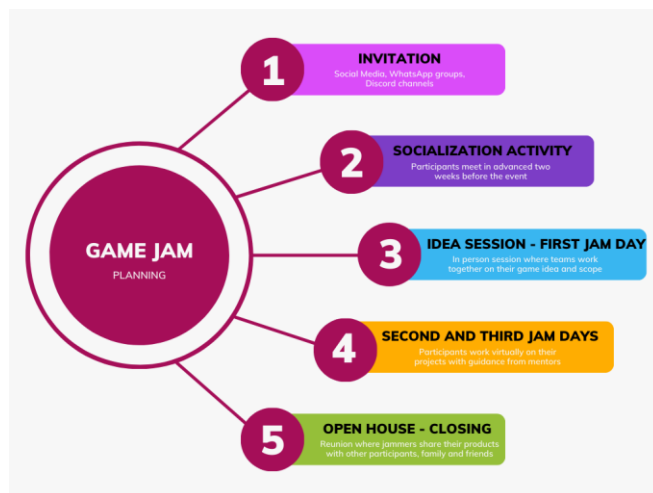 GAME JAM
PLANNING
1
INVITATION
Social Media, WhatsApp groups,
Discord channels
2
SOCIALIZATION ACTIVITY
Participants meet in advanced two
weeks before the event
3
IDEA SESSION - FIRST JAM DAY
In person session where teams work
together on their game idea and scope
4
SECOND AND THIRD JAM DAYS
Participants work virtually on their
projects with guidance from mentors
5
OPEN HOUSE - CLOSING
Reunion where jammers share their products
with other participants, family and friends